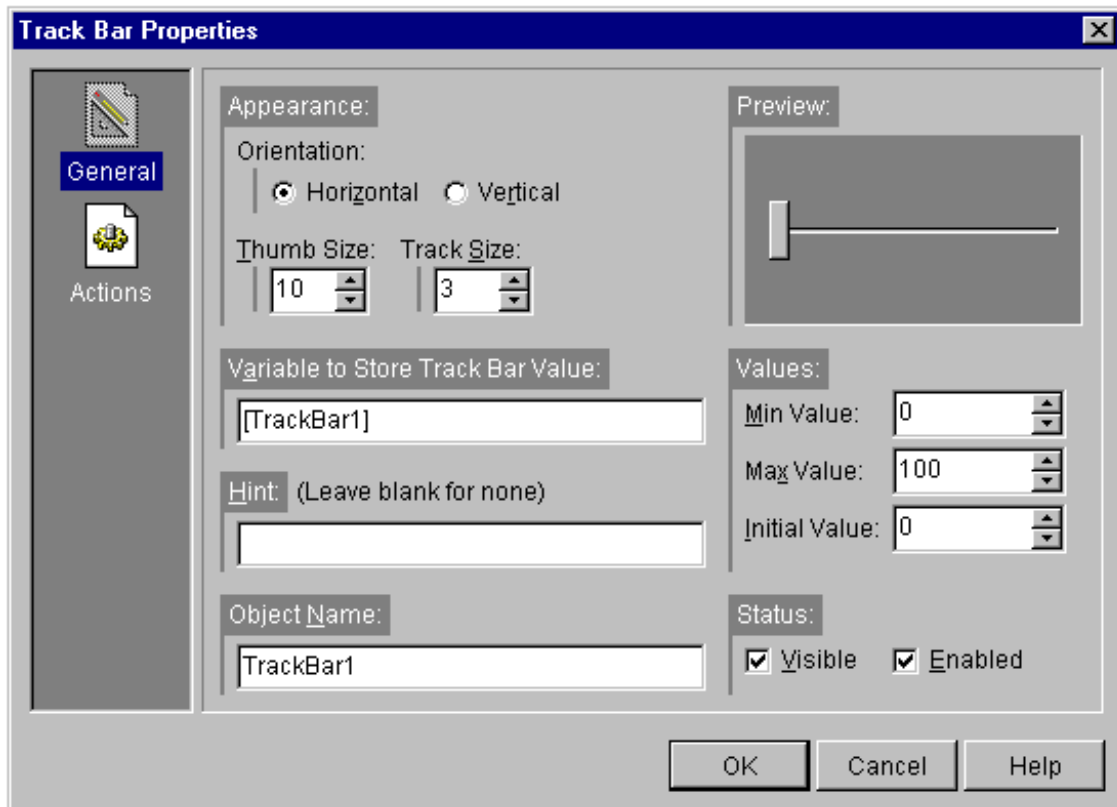 Track Bar Properties
General
Actions
Appearance:
Orientation:
Horizontal Vertical
Thumb Size: Track Size:
10 3
Variable to Store Track Bar Value:
[TrackBar1]
Hint: (Leave blank for none)
Object Name:
TrackBar1
Preview:
Values:
Min Value: 0
Max Value: 100
Initial Value: 0
Status:
Visible Enabled
OK Cancel Help